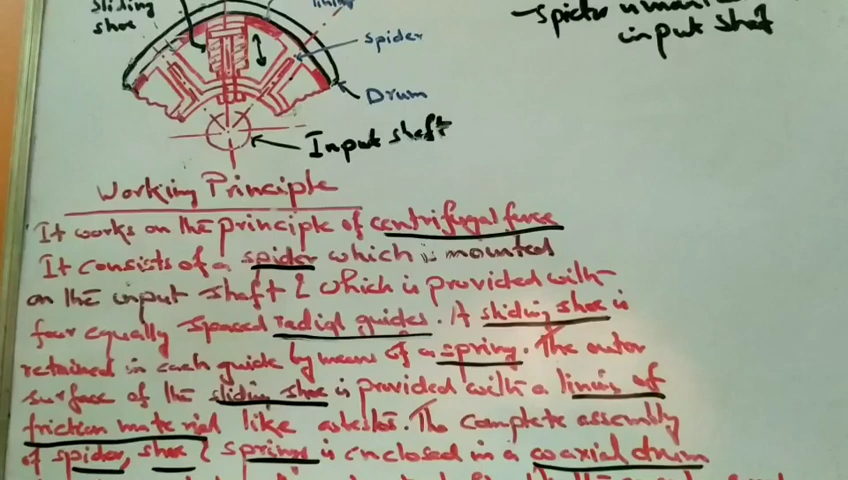 sliding
shoe
lining
spider
Drum
Input shaft
input shaft
Working Principle
It works on the principle of centrifugal force
It consists of a spider which is mounted
on the input shaft & which is provided with
four equally spaced radial guides. A sliding shoe is
retained in each guide by means of a spring. The outer
surface of the sliding shoe is provided with a lining of
friction material like asbestos. The complete assembly
of spider, shoe & springs is enclosed in a coaxial drum